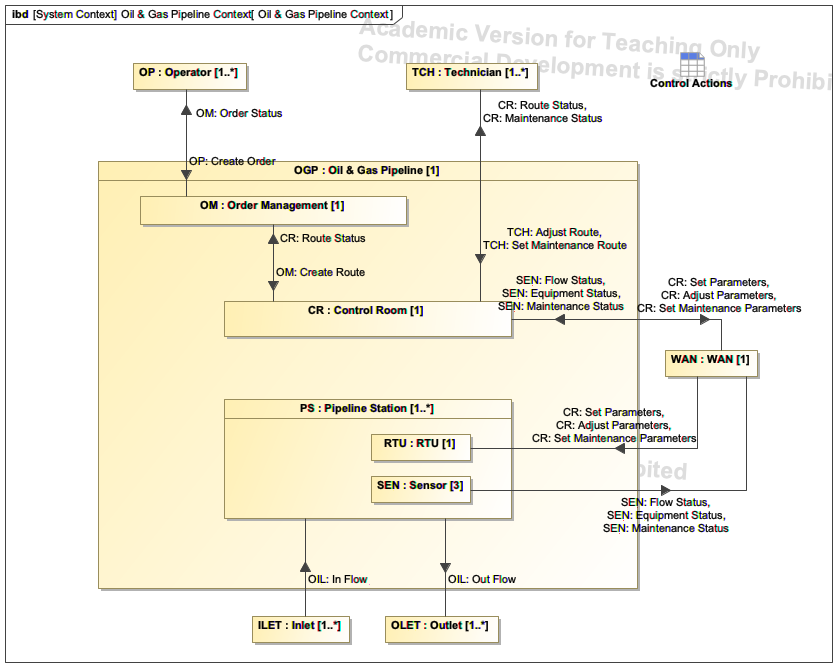 ibd [System Context] Oil & Gas Pipeline Context[ Oil & Gas Pipeline Context]
Academic Version for Teaching Only
Commercial Development is strictly Prohibi
OP : Operator [1..*]
TCH : Technician [1..*]
Control Actions
OM: Order Status
CR: Route Status,
CR: Maintenance Status
OP: Create Order
OGP : Oil & Gas Pipeline [1]
OM : Order Management [1]
CR: Route Status
TCH: Adjust Route,
TCH: Set Maintenance Route
OM: Create Route
SEN: Flow Status,
SEN: Equipment Status,
SEN: Maintenance Status
CR: Set Parameters,
CR: Adjust Parameters,
CR: Set Maintenance Parameters
CR : Control Room [1]
WAN : WAN [1]
PS : Pipeline Station [1..*]
CR: Set Parameters,
CR: Adjust Parameters,
CR: Set Maintenance Parameters
RTU : RTU [1]
bited
SEN : Sensor [3]
SEN: Flow Status,
SEN: Equipment Status,
SEN: Maintenance Status
OIL: In Flow
OIL: Out Flow
ILET : Inlet [1..*]
OLET : Outlet [1..*]